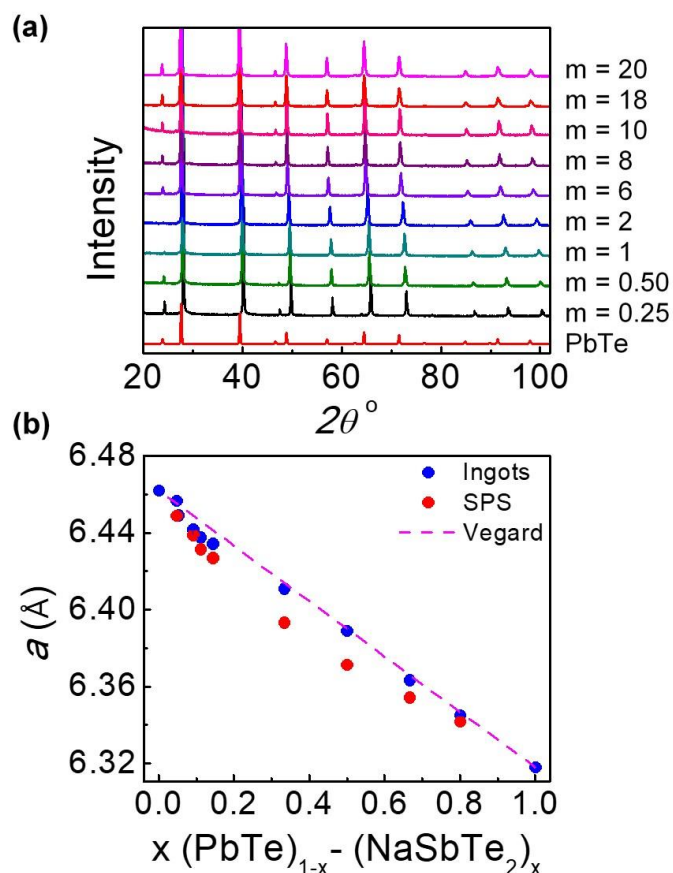 (a)
Intensity
m = 20
m = 18
m = 10
m = 8
m = 6
m = 2
m = 1
m = 0.50
m = 0.25
PbTe
20 40 60 80 100
2θ °
(b)
6.48
6.44
6.40
6.36
6.32
a (Å)
Ingots
SPS
Vegard
0.0 0.2 0.4 0.6 0.8 1.0
x (PbTe)₁₋ₓ- (NaSbTe₂)ₓ